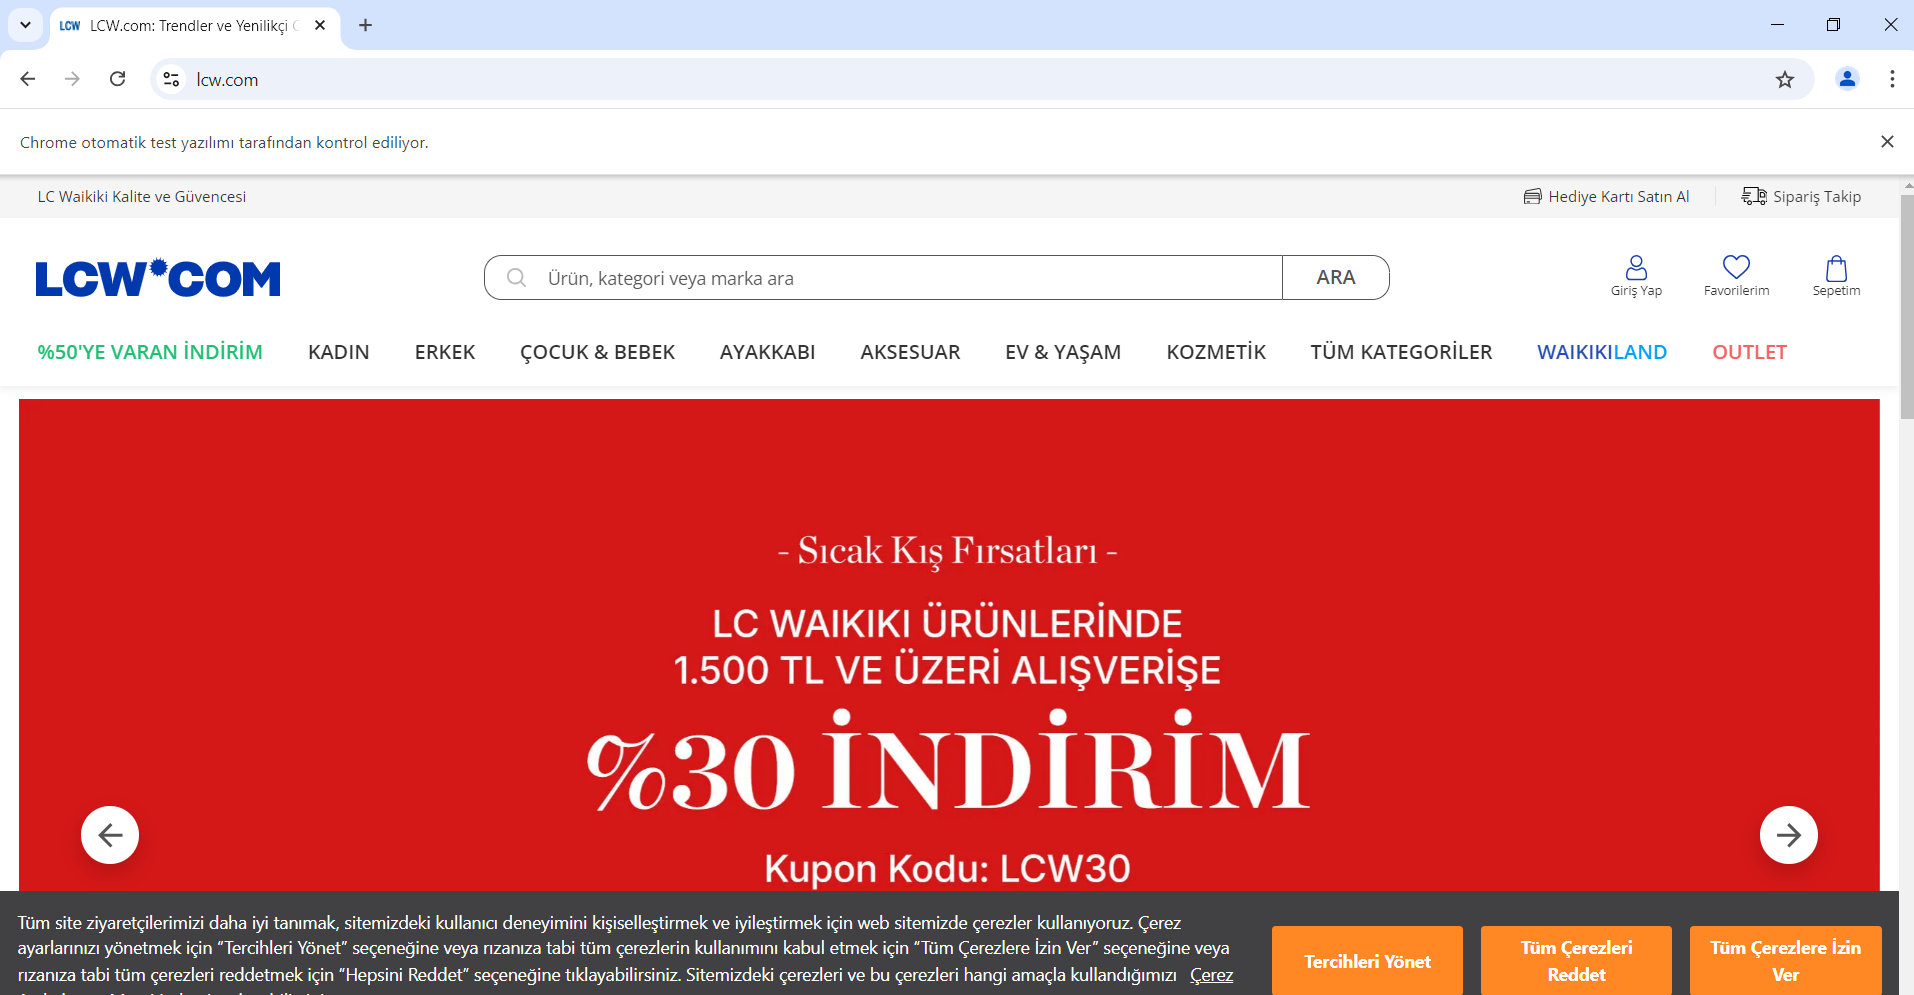 LCW LCW.com: Trendler ve Yenilikçi
lcw.com
Chrome otomatik test yazılımı tarafından kontrol ediliyor.
LC Waikiki Kalite ve Güvencesi
Hediye Kartı Satın Al
Sipariş Takip
LCW.COM
Ürün, kategori veya marka ara
ARA
Giriş Yap
Favorilerim
Sepetim
%50'YE VARAN İNDİRİM KADIN ERKEK ÇOCUK & BEBEK AYAKKABI AKSESUAR EV & YAŞAM KOZMETİK TÜM KATEGORİLER WAIKIKILAND OUTLET
- Sıcak Kış Fırsatları -
LC WAIKIKI ÜRÜNLERİNDE
1.500 TL VE ÜZERİ ALIŞVERİŞE
%30 İNDİRİM
Kupon Kodu: LCW30
Tüm site ziyaretçilerimizi daha iyi tanımak, sitemizdeki kullanıcı deneyimini kişiselleştirmek ve iyileştirmek için web sitemizde çerezler kullanıyoruz. Çerez
ayarlarınızı yönetmek için “Tercihleri Yönet” seçeneğine veya rızanıza tabi tüm çerezlerin kullanımını kabul etmek için “Tüm Çerezlere İzin Ver” seçeneğine veya
rızanıza tabi tüm çerezleri reddetmek için “Hepsini Reddet” seçeneğine tıklayabilirsiniz. Sitemizdeki çerezleri ve bu çerezleri hangi amaçla kullandığımızı Çerez
Tercihleri Yönet
Tüm Çerezleri
Reddet
Tüm Çerezlere İzin
Ver